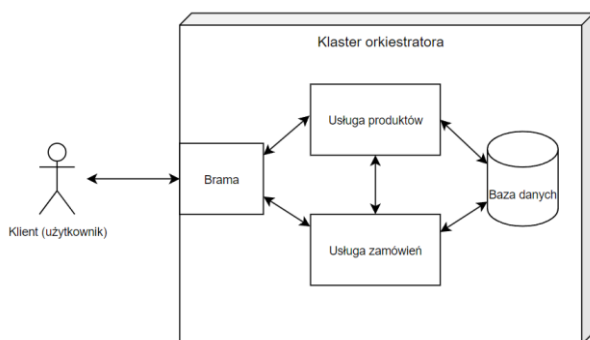 Klaster orkiestratora
Usługa produktów
Brama
Baza danych
Klient (użytkownik)
Usługa zamówień